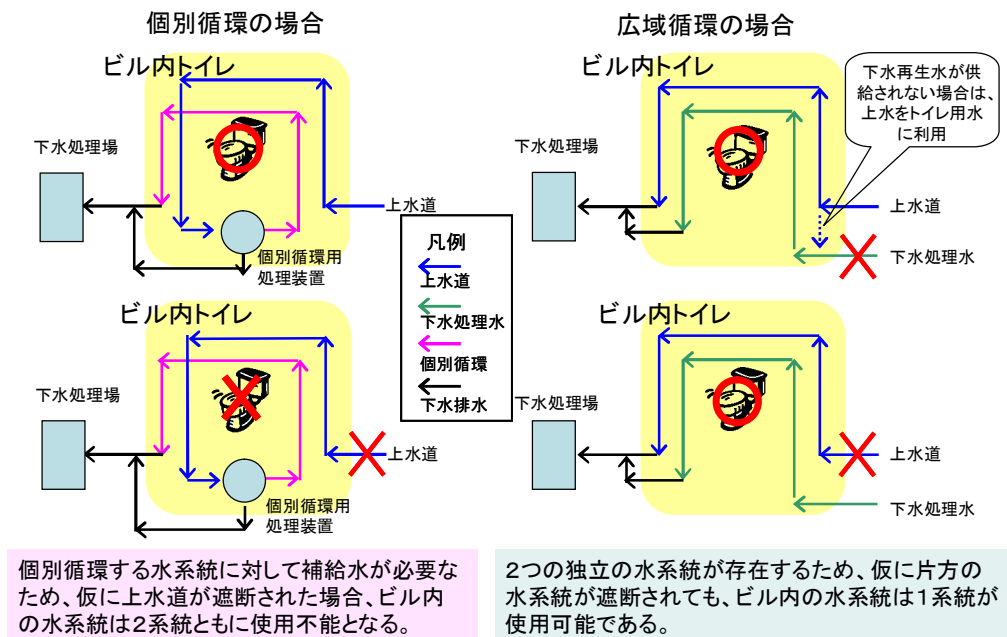 個別循環の場合
ビル内トイレ
下水処理場
上水道
個別循環用
処理装置
ビル内トイレ
下水処理場
上水道
個別循環用
処理装置
凡例
上水道
下水処理水
個別循環
下水排水
広域循環の場合
ビル内トイレ
下水再生水が供
給されない場合は、
上水をトイレ用水
に利用
下水処理場
上水道
下水処理水
ビル内トイレ
下水処理場
上水道
下水処理水
個別循環する水系統に対して補給水が必要な
ため、仮に上水道が遮断された場合、ビル内
の水系統は2系統ともに使用不能となる。
2つの独立の水系統が存在するため、仮に片方の
水系統が遮断されても、ビル内の水系統は1系統が
使用可能である。